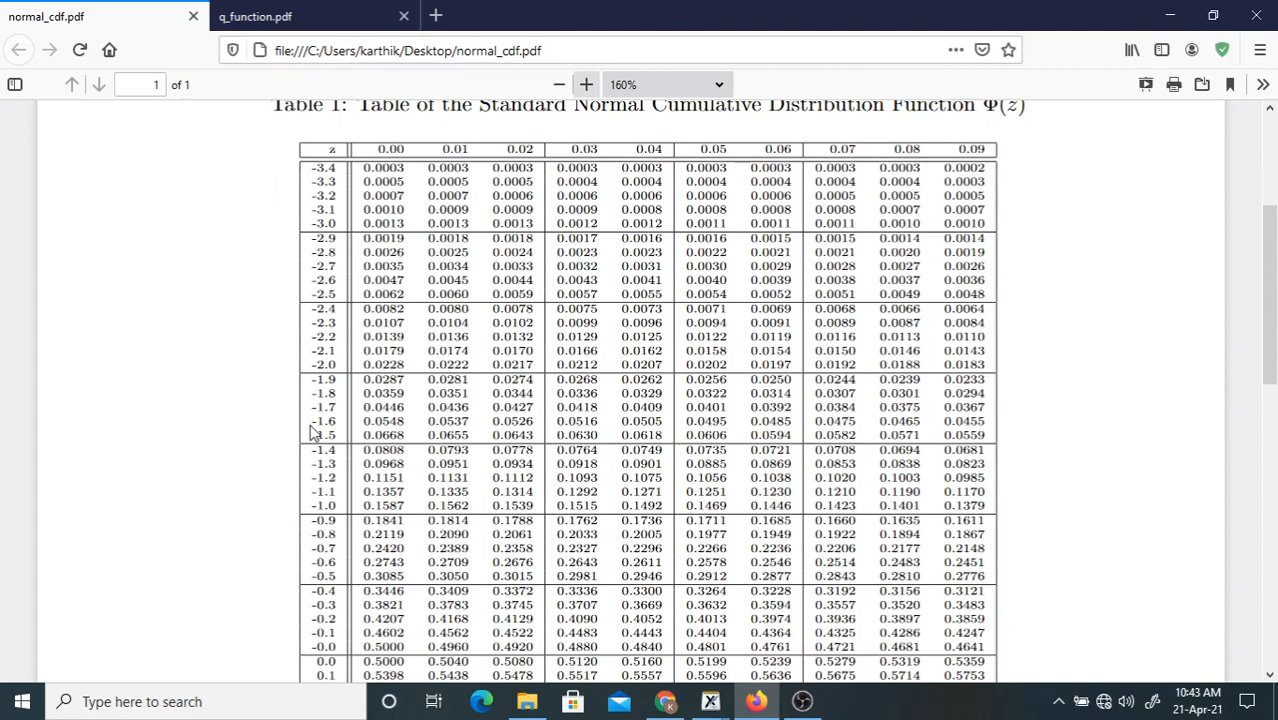 normal_cdf.pdf
q_function.pdf
file:///C:/Users/karthik/Desktop/normal_cdf.pdf
1 of 1
160%
Table 1: Table of the Standard Normal Cumulative Distribution Function Ψ(z)
z 0.00 0.01 0.02 0.03 0.04 0.05 0.06 0.07 0.08 0.09
-3.4 0.0003 0.0003 0.0003 0.0003 0.0003 0.0003 0.0003 0.0003 0.0003 0.0002
-3.3 0.0005 0.0005 0.0005 0.0004 0.0004 0.0004 0.0004 0.0004 0.0004 0.0003
-3.2 0.0007 0.0007 0.0006 0.0006 0.0006 0.0006 0.0006 0.0005 0.0005 0.0005
-3.1 0.0010 0.0009 0.0009 0.0009 0.0008 0.0008 0.0008 0.0008 0.0007 0.0007
-3.0 0.0013 0.0013 0.0013 0.0012 0.0012 0.0011 0.0011 0.0011 0.0010 0.0010
-2.9 0.0019 0.0018 0.0018 0.0017 0.0016 0.0016 0.0015 0.0015 0.0014 0.0014
-2.8 0.0026 0.0025 0.0024 0.0023 0.0023 0.0022 0.0021 0.0021 0.0020 0.0019
-2.7 0.0035 0.0034 0.0033 0.0032 0.0031 0.0030 0.0029 0.0028 0.0027 0.0026
-2.6 0.0047 0.0045 0.0044 0.0043 0.0041 0.0040 0.0039 0.0038 0.0037 0.0036
-2.5 0.0062 0.0060 0.0059 0.0057 0.0055 0.0054 0.0052 0.0051 0.0049 0.0048
-2.4 0.0082 0.0080 0.0078 0.0075 0.0073 0.0071 0.0069 0.0068 0.0066 0.0064
-2.3 0.0107 0.0104 0.0102 0.0099 0.0096 0.0094 0.0091 0.0089 0.0087 0.0084
-2.2 0.0139 0.0136 0.0132 0.0129 0.0125 0.0122 0.0119 0.0116 0.0113 0.0110
-2.1 0.0179 0.0174 0.0170 0.0166 0.0162 0.0158 0.0154 0.0150 0.0146 0.0143
-2.0 0.0228 0.0222 0.0217 0.0212 0.0207 0.0202 0.0197 0.0192 0.0188 0.0183
-1.9 0.0287 0.0281 0.0274 0.0268 0.0262 0.0256 0.0250 0.0244 0.0239 0.0233
-1.8 0.0359 0.0351 0.0344 0.0336 0.0329 0.0322 0.0314 0.0307 0.0301 0.0294
-1.7 0.0446 0.0436 0.0427 0.0418 0.0409 0.0401 0.0392 0.0384 0.0375 0.0367
-1.6 0.0548 0.0537 0.0526 0.0516 0.0505 0.0495 0.0485 0.0475 0.0465 0.0455
-1.5 0.0668 0.0655 0.0643 0.0630 0.0618 0.0606 0.0594 0.0582 0.0571 0.0559
-1.4 0.0808 0.0793 0.0778 0.0764 0.0749 0.0735 0.0721 0.0708 0.0694 0.0681
-1.3 0.0968 0.0951 0.0934 0.0918 0.0901 0.0885 0.0869 0.0853 0.0838 0.0823
-1.2 0.1151 0.1131 0.1112 0.1093 0.1075 0.1056 0.1038 0.1020 0.1003 0.0985
-1.1 0.1357 0.1335 0.1314 0.1292 0.1271 0.1251 0.1230 0.1210 0.1190 0.1170
-1.0 0.1587 0.1562 0.1539 0.1515 0.1492 0.1469 0.1446 0.1423 0.1401 0.1379
-0.9 0.1841 0.1814 0.1788 0.1762 0.1736 0.1711 0.1685 0.1660 0.1635 0.1611
-0.8 0.2119 0.2090 0.2061 0.2033 0.2005 0.1977 0.1949 0.1922 0.1894 0.1867
-0.7 0.2420 0.2389 0.2358 0.2327 0.2296 0.2266 0.2236 0.2206 0.2177 0.2148
-0.6 0.2743 0.2709 0.2676 0.2643 0.2611 0.2578 0.2546 0.2514 0.2483 0.2451
-0.5 0.3085 0.3050 0.3015 0.2981 0.2946 0.2912 0.2877 0.2843 0.2810 0.2776
-0.4 0.3446 0.3409 0.3372 0.3336 0.3300 0.3264 0.3228 0.3192 0.3156 0.3121
-0.3 0.3821 0.3783 0.3745 0.3707 0.3669 0.3632 0.3594 0.3557 0.3520 0.3483
-0.2 0.4207 0.4168 0.4129 0.4090 0.4052 0.4013 0.3974 0.3936 0.3897 0.3859
-0.1 0.4602 0.4562 0.4522 0.4483 0.4443 0.4404 0.4364 0.4325 0.4286 0.4247
-0.0 0.5000 0.4960 0.4920 0.4880 0.4840 0.4801 0.4761 0.4721 0.4681 0.4641
0.0 0.5000 0.5040 0.5080 0.5120 0.5160 0.5199 0.5239 0.5279 0.5319 0.5359
0.1 0.5398 0.5438 0.5478 0.5517 0.5557 0.5596 0.5636 0.5675 0.5714 0.5753
Type here to search
10:43 AM
21-Apr-21